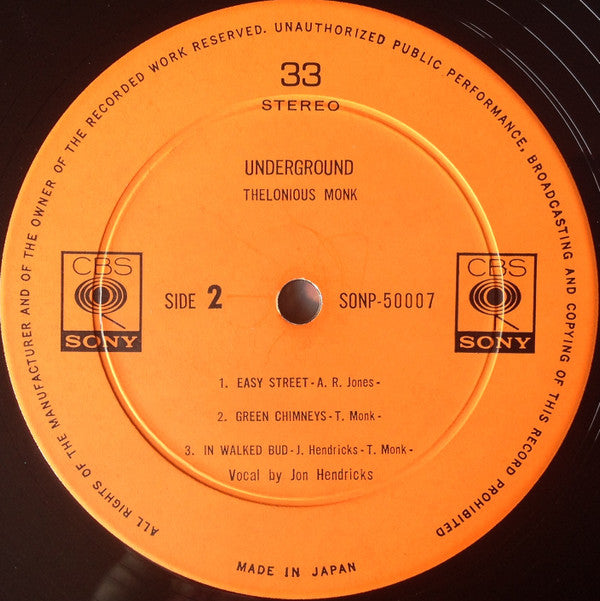 ALL RIGHTS OF THE MANUFACTURER AND OF THE OWNER OF THE RECORDED WORK RESERVED. UNAUTHORIZED PUBLIC PERFORMANCE, BROADCASTING AND COPYING OF THIS RECORD PROHIBITED
33
STEREO
UNDERGROUND
THELONIOUS MONK
CBS
SONY
SIDE 2
SONP-50007
CBS
SONY
1. EASY STREET-A. R. Jones-
2. GREEN CHIMNEYS-T. Monk-
3. IN WALKED BUD-J. Hendricks-T. Monk-
Vocal by Jon Hendricks
MADE IN JAPAN